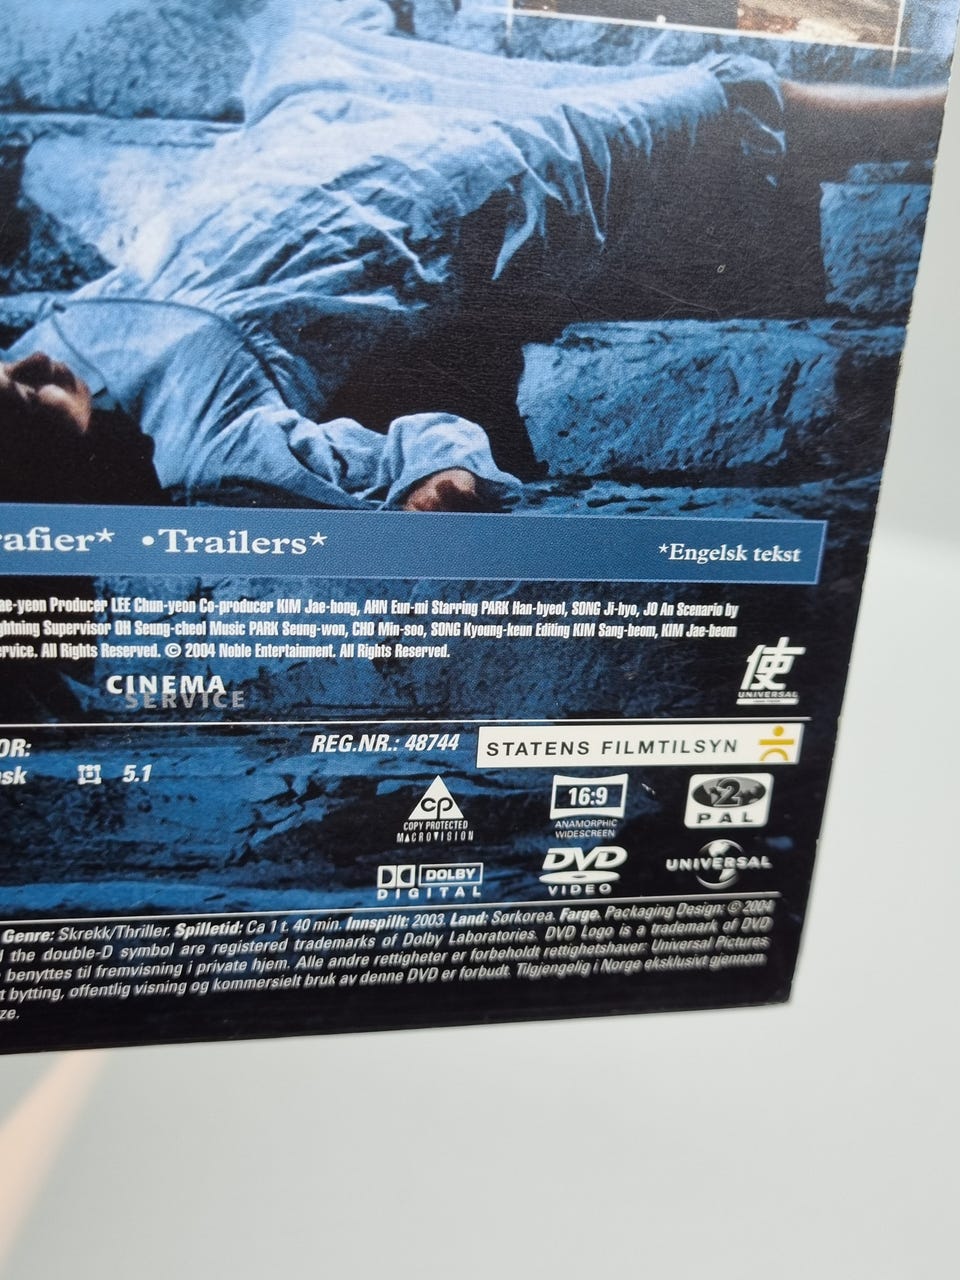 rafier* •Trailers* *Engelsk tekst
ae-yeon Producer LEE Chun-yeon Co-producer KIM Jae-hong, AHN Eun-mi Starring PARK Han-byeol, SONG Ji-hyo, JO An Scenario by
ghtning Supervisor OH Seung-cheol Music PARK Seung-won, CHO Min-soo, SONG Kyoung-keun Editing KIM Sang-beom, KIM Jae-beom
ervice. All Rights Reserved. © 2004 Noble Entertainment. All Rights Reserved.
使
UNIVERSAL
CINEMA
SERVICE
OR: REG.NR.: 48744 STATENS FILMTILSYN
sk 5.1
cp
COPY PROTECTED
MACROVISION
16:9
ANAMORPHIC
WIDESCREEN
2
PAL
DOLBY
DIGITAL
DVD
VIDEO
UNIVERSAL
Genre: Skrekk/Thriller. Spilletid: Ca 1 t. 40 min. Innspillt: 2003. Land: Sørkorea. Farge. Packaging Design: © 2004
the double-D symbol are registered trademarks of Dolby Laboratories. DVD Logo is a trademark of DVD
benyttes til fremvisning i private hjem. Alle andre rettigheter er forbeholdt rettighetshaver: Universal Pictures
t bytting, offentlig visning og kommersielt bruk av denne DVD er forbudt. Tilgjengelig i Norge eksklusivt gjennom
ze.